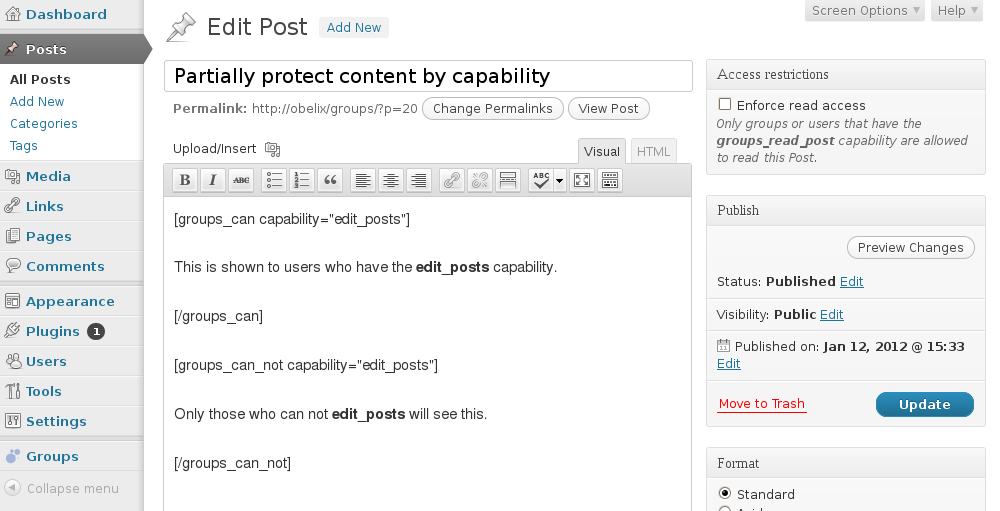 Dashboard
Posts
All Posts
Add New
Categories
Tags
Media
Links
Pages
Comments
Appearance
Plugins 1
Users
Tools
Settings
Groups
Collapse menu
Screen Options
Help
Edit Post Add New
Partially protect content by capability
Permalink: http://obelix/groups/?p=20 Change Permalinks View Post
Upload/Insert
Visual HTML
B I ABC ABC
[groups_can capability="edit_posts"]
This is shown to users who have the edit_posts capability.
[/groups_can]
[groups_can_not capability="edit_posts"]
Only those who can not edit_posts will see this.
[/groups_can_not]
Access restrictions
Enforce read access
Only groups or users that have the
groups_read_post capability are allowed
to read this Post.
Publish
Preview Changes
Status: Published Edit
Visibility: Public Edit
Published on: Jan 12, 2012 @ 15:33
Edit
Move to Trash Update
Format
Standard